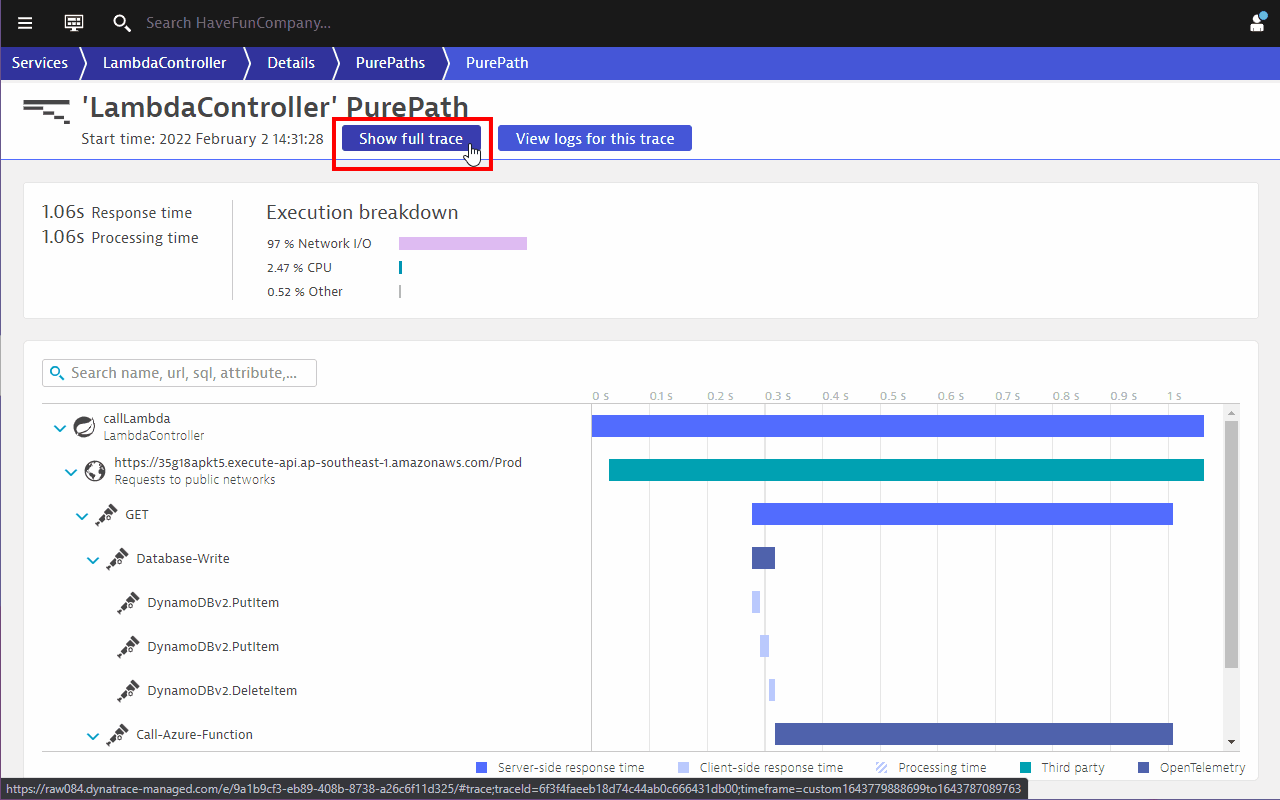 Search HaveFunCompany...
Services LambdaController Details PurePaths PurePath
'LambdaController' PurePath
Start time: 2022 February 2 14:31:28 Show full trace View logs for this trace
1.06s Response time
1.06s Processing time
Execution breakdown
97 % Network I/O
2.47 % CPU
0.52 % Other
Search name, url, sql, attribute,...
0 s 0.1 s 0.2 s 0.3 s 0.4 s 0.5 s 0.6 s 0.7 s 0.8 s 0.9 s 1 s
callLambda
LambdaController
https://35g18apkt5.execute-api.ap-southeast-1.amazonaws.com/Prod
Requests to public networks
GET
Database-Write
DynamoDBv2.PutItem
DynamoDBv2.PutItem
DynamoDBv2.DeleteItem
Call-Azure-Function
Server-side response time Client-side response time Processing time Third party OpenTelemetry
https://raw084.dynatrace-managed.com/e/9a1b9cf3-eb89-408b-8738-a26c6f11d325/#trace;traceId=6f3f4faeeb18d74c44ab0c666431db00;timeframe=custom1643779888699to1643787089763